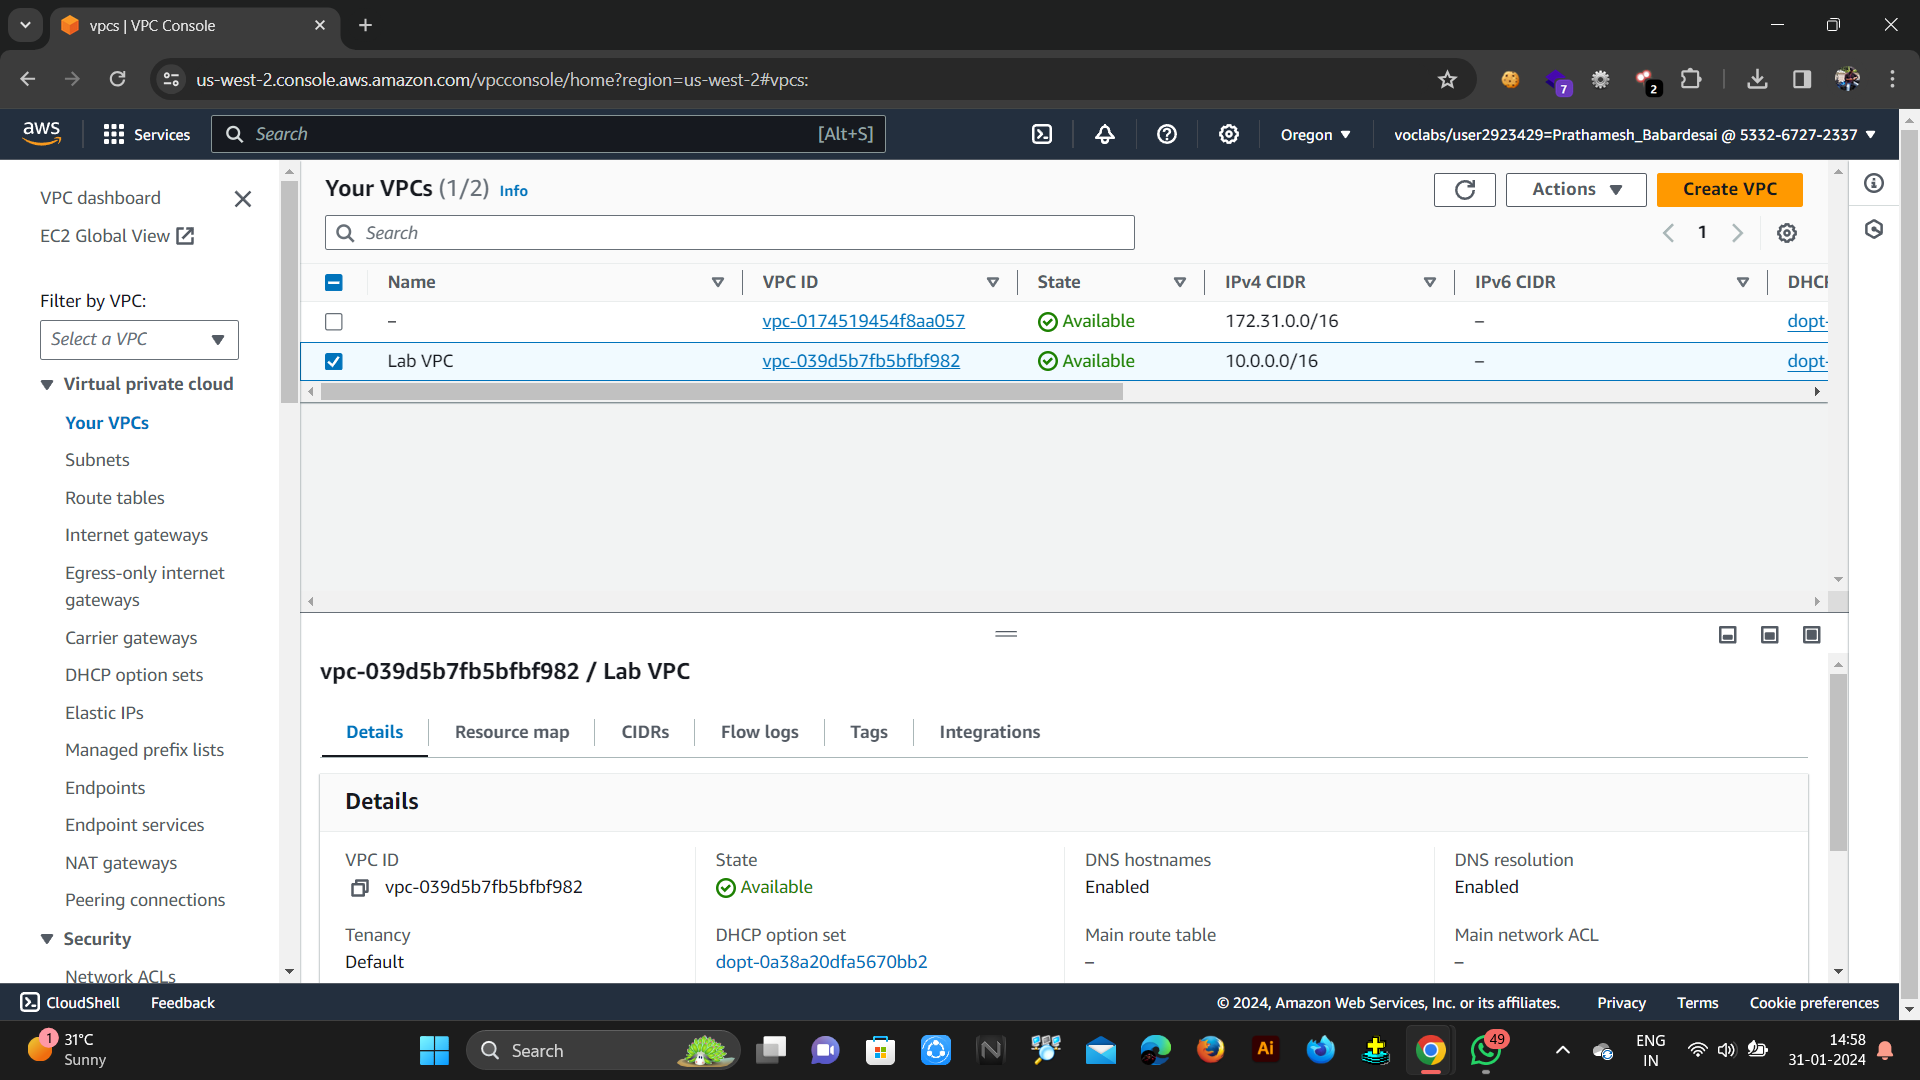 vpcs | VPC Console
us-west-2.console.aws.amazon.com/vpcconsole/home?region=us-west-2#vpcs:
7
2
aws
Services
Search
[Alt+S]
Oregon
voclabs/user2923429=Prathamesh_Babardesai @ 5332-6727-2337
VPC dashboard
EC2 Global View
Filter by VPC:
Select a VPC
Virtual private cloud
Your VPCs
Subnets
Route tables
Internet gateways
Egress-only internet
gateways
Carrier gateways
DHCP option sets
Elastic IPs
Managed prefix lists
Endpoints
Endpoint services
NAT gateways
Peering connections
Security
Network ACLs
Your VPCs (1/2) Info
Actions
Create VPC
Search
1
Name VPC ID State IPv4 CIDR IPv6 CIDR DHCP
– vpc-0174519454f8aa057 Available 172.31.0.0/16 – dopt-
Lab VPC vpc-039d5b7fb5bfbf982 Available 10.0.0.0/16 – dopt-
vpc-039d5b7fb5bfbf982 / Lab VPC
Details Resource map CIDRs Flow logs Tags Integrations
Details
VPC ID
vpc-039d5b7fb5bfbf982
State
Available
DNS hostnames
Enabled
DNS resolution
Enabled
Tenancy
Default
DHCP option set
dopt-0a38a20dfa5670bb2
Main route table
–
Main network ACL
–
CloudShell Feedback © 2024, Amazon Web Services, Inc. or its affiliates. Privacy Terms Cookie preferences
1
31°C
Sunny
Search
Ai
49
ENG
IN
14:58
31-01-2024